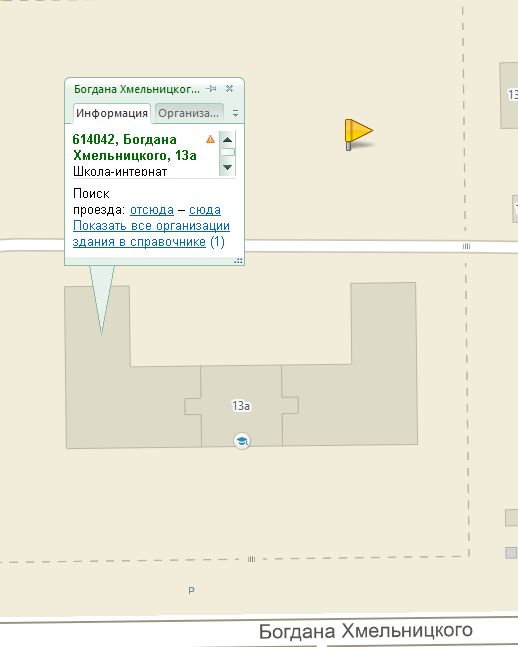 Богдана Хмельницког...
Информация
Организа...
614042, Богдана
Хмельницкого, 13а
Школа-интернат
Поиск
проезда: отсюда – сюда
Показать все организации
здания в справочнике (1)
13
13а
P
Богдана Хмельницкого